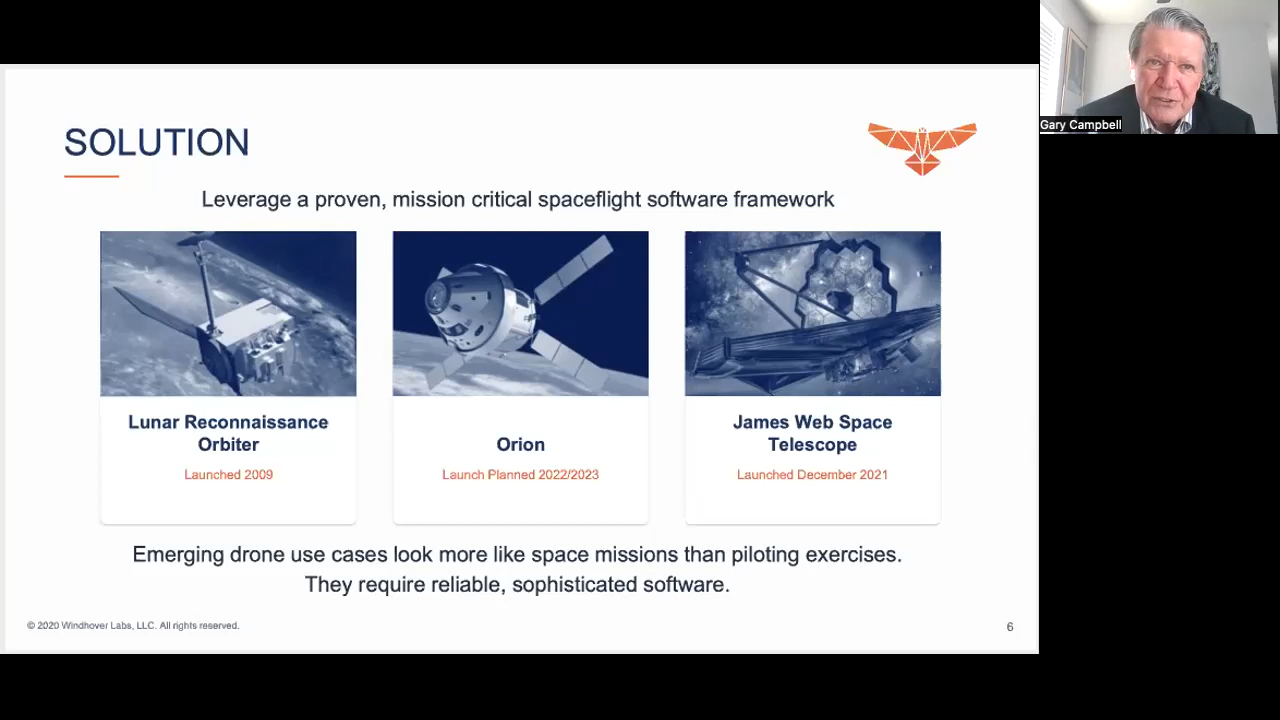 Gary Campbell
SOLUTION
Leverage a proven, mission critical spaceflight software framework
Lunar Reconnaissance
Orbiter
Launched 2009
Orion
Launch Planned 2022/2023
James Web Space
Telescope
Launched December 2021
Emerging drone use cases look more like space missions than piloting exercises.
They require reliable, sophisticated software.
© 2020 Windhover Labs, LLC. All rights reserved.
6